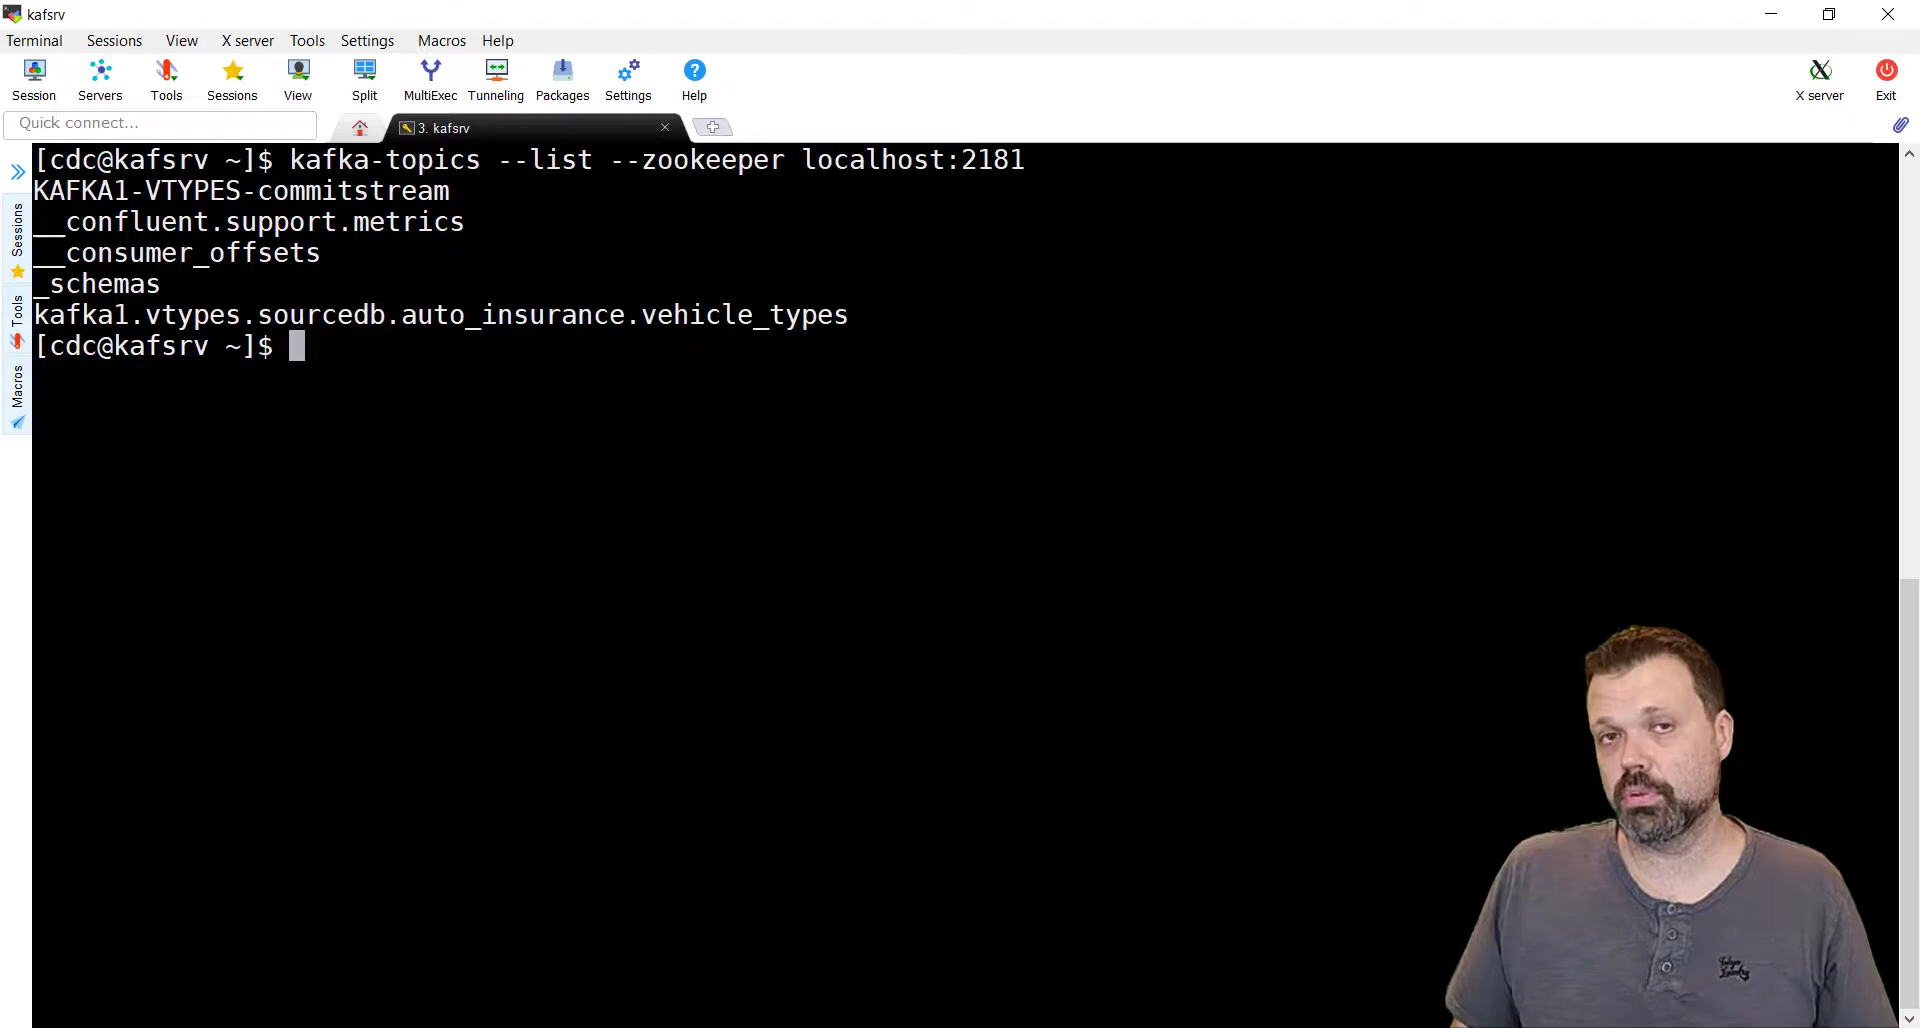 kafsrv
Terminal Sessions View X server Tools Settings Macros Help
Session Servers Tools Sessions View Split MultiExec Tunneling Packages Settings Help X server Exit
Quick connect...
3. kafsrv
[cdc@kafsrv ~]$ kafka-topics --list --zookeeper localhost:2181
KAFKA1-VTYPES-commitstream
__confluent.support.metrics
__consumer_offsets
_schemas
kafka1.vtypes.sourcedb.auto_insurance.vehicle_types
[cdc@kafsrv ~]$
Sessions
Tools
Macros